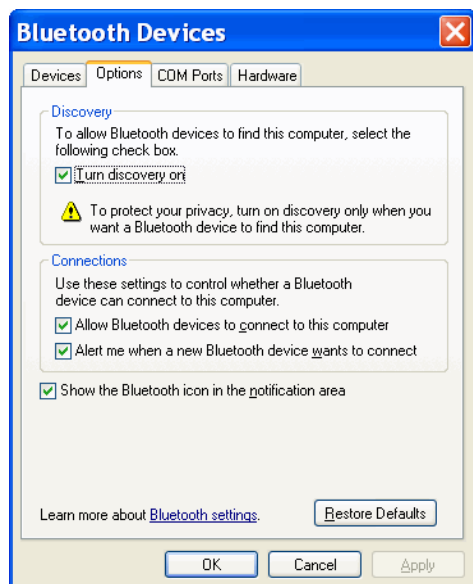 Bluetooth Devices
Devices Options COM Ports Hardware
Discovery
To allow Bluetooth devices to find this computer, select the
following check box.
Turn discovery on
To protect your privacy, turn on discovery only when you
want a Bluetooth device to find this computer.
Connections
Use these settings to control whether a Bluetooth
device can connect to this computer.
Allow Bluetooth devices to connect to this computer
Alert me when a new Bluetooth device wants to connect
Show the Bluetooth icon in the notification area
Learn more about Bluetooth settings. Restore Defaults
OK Cancel Apply